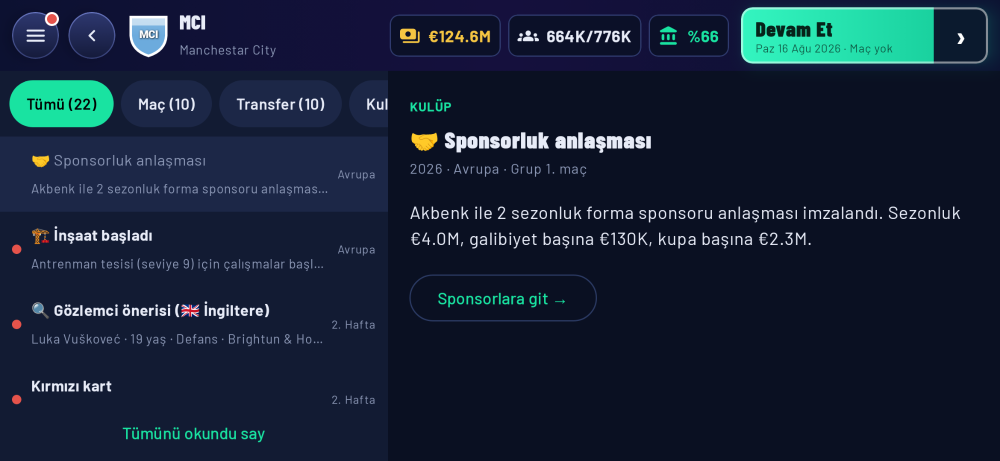 MCI
MCI
Manchestar City
€124.6M
664K/776K
%66
Devam Et
Paz 16 Ağu 2026 · Maç yok
Tümü (22)
Maç (10)
Transfer (10)
Kul
🤝 Sponsorluk anlaşması
Akbenk ile 2 sezonluk forma sponsoru anlaşmas...
Avrupa
🏗️ İnşaat başladı
Antrenman tesisi (seviye 9) için çalışmalar başl...
Avrupa
🔍 Gözlemci önerisi (🇬🇧 İngiltere)
Luka Vuškoveć · 19 yaş · Defans · Brightun & Ho...
2. Hafta
Kırmızı kart
2. Hafta
Tümünü okundu say
KULÜP
🤝 Sponsorluk anlaşması
2026 · Avrupa · Grup 1. maç
Akbenk ile 2 sezonluk forma sponsoru anlaşması imzalandı. Sezonluk
€4.0M, galibiyet başına €130K, kupa başına €2.3M.
Sponsorlara git →